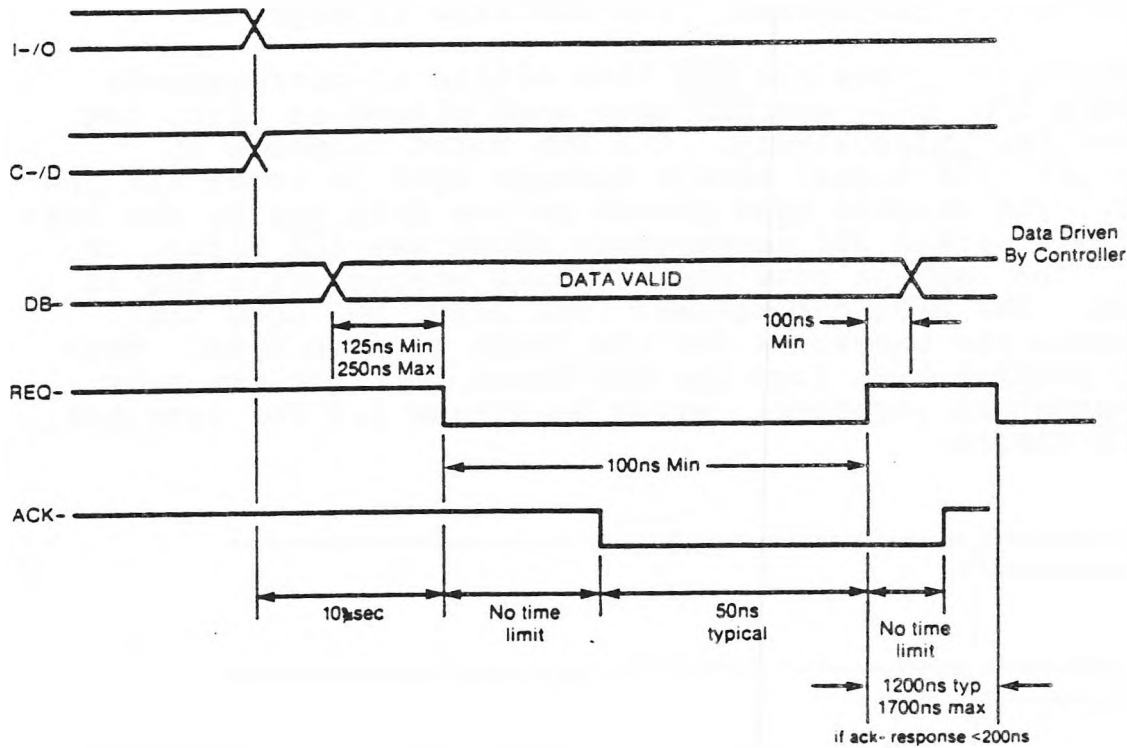 I-/O
C-/D
Data Driven
By Controller
DATA VALID
DB-
125ns Min
250ns Max
100ns
Min
REQ-
100ns Min
ACK-
No time
limit
50ns
typical
No time
limit
1200ns typ
1700ns max
if ack- response <200ns